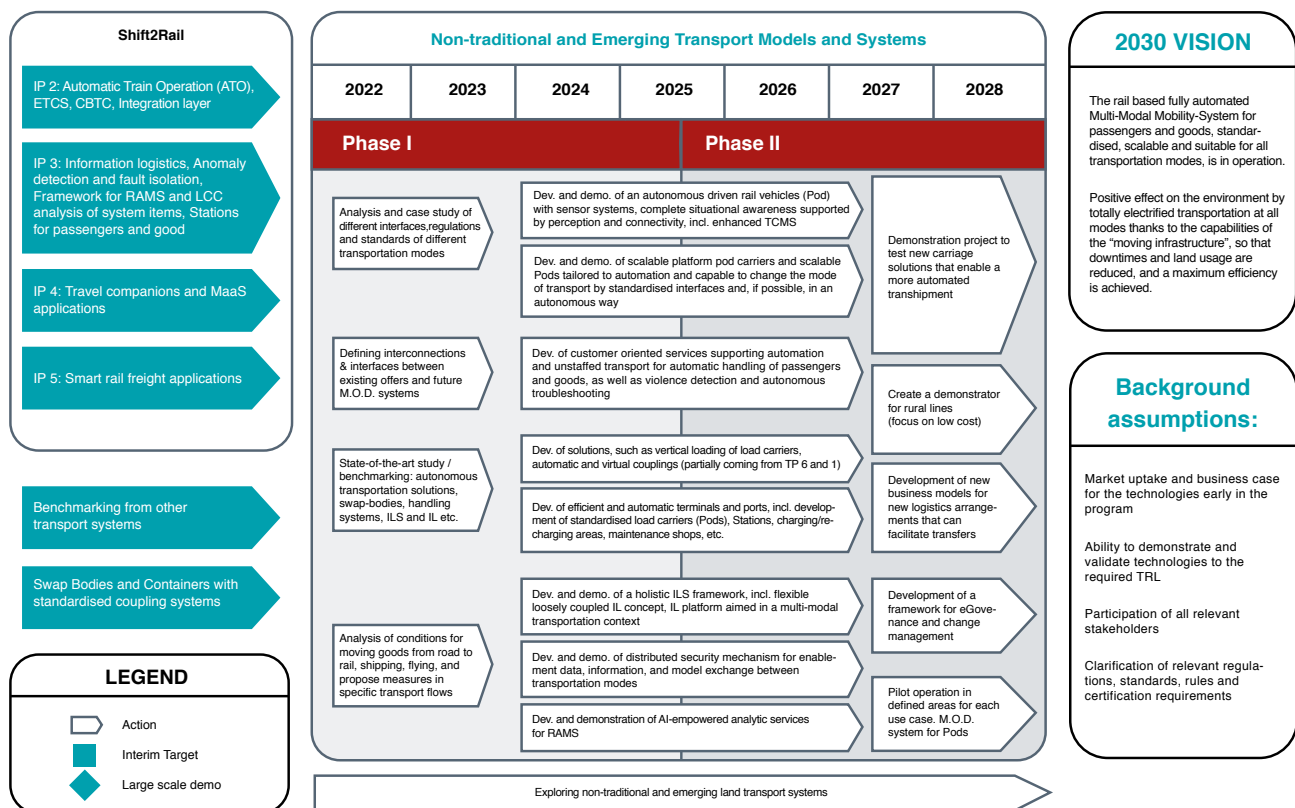 Shift2Rail
IP 2: Automatic Train Operation (ATO),
ETCS, CBTC, Integration layer
IP 3: Information logistics, Anomaly
detection and fault isolation,
Framework for RAMS and LCC
analysis of system items, Stations
for passengers and good
IP 4: Travel companions and MaaS
applications
IP 5: Smart rail freight applications
Benchmarking from other
transport systems
Swap Bodies and Containers with
standardised coupling systems
LEGEND
Action
Interim Target
Large scale demo
Non-traditional and Emerging Transport Models and Systems
2022 2023 2024 2025 2026 2027 2028
Phase I Phase II
Analysis and case study of
different interfaces,regulations
and standards of different
transportation modes
Defining interconnections
& interfaces between
existing offers and future
M.O.D. systems
State-of-the-art study /
benchmarking: autonomous
transportation solutions,
swap-bodies, handling
systems, ILS and IL etc.
Analysis of conditions for
moving goods from road to
rail, shipping, flying, and
propose measures in
specific transport flows
Dev. and demo. of an autonomous driven rail vehicles (Pod)
with sensor systems, complete situational awareness supported
by perception and connectivity, incl. enhanced TCMS
Dev. and demo. of scalable platform pod carriers and scalable
Pods tailored to automation and capable to change the mode
of transport by standardised interfaces and, if possible, in an
autonomous way
Dev. of customer oriented services supporting automation
and unstaffed transport for automatic handling of passengers
and goods, as well as violence detection and autonomous
troubleshooting
Dev. of solutions, such as vertical loading of load carriers,
automatic and virtual couplings (partially coming from TP 6 and 1)
Dev. of efficient and automatic terminals and ports, incl. develop-
ment of standardised load carriers (Pods), Stations, charging/re-
charging areas, maintenance shops, etc.
Dev. and demo. of a holistic ILS framework, incl. flexible
loosely coupled IL concept, IL platform aimed in a multi-modal
transportation context
Dev. and demo. of distributed security mechanism for enable-
ment data, information, and model exchange between
transportation modes
Dev. and demonstration of AI-empowered analytic services
for RAMS
Demonstration project to
test new carriage
solutions that enable a
more automated
transhipment
Create a demonstrator
for rural lines
(focus on low cost)
Development of new
business models for
new logistics arrange-
ments that can
facilitate transfers
Development of a
framework for eGove-
nance and change
management
Pilot operation in
defined areas for each
use case. M.O.D.
system for Pods
Exploring non-traditional and emerging land transport systems
2030 VISION
The rail based fully automated
Multi-Modal Mobility-System for
passengers and goods, standar-
dised, scalable and suitable for all
transportation modes, is in operation.
Positive effect on the environment by
totally electrified transportation at all
modes thanks to the capabilities of
the “moving infrastructure”, so that
downtimes and land usage are
reduced, and a maximum efficiency
is achieved.
Background
assumptions:
Market uptake and business case
for the technologies early in the
program
Ability to demonstrate and
validate technologies to the
required TRL
Participation of all relevant
stakeholders
Clarification of relevant regula-
tions, standards, rules and
certification requirements